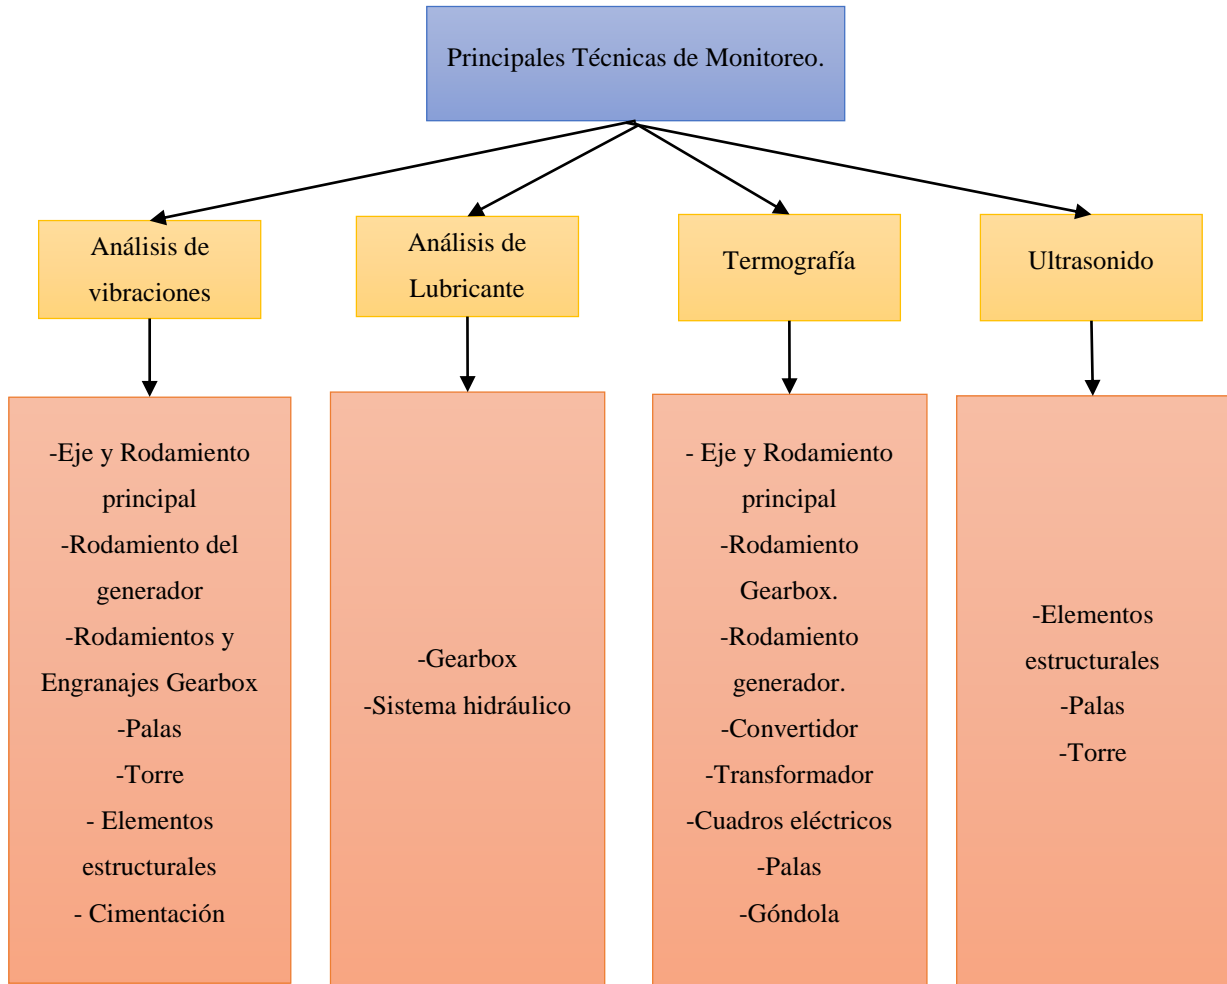 Principales Técnicas de Monitoreo.
Análisis de
vibraciones
Análisis de
Lubricante
Termografía
Ultrasonido
-Eje y Rodamiento
principal
-Rodamiento del
generador
-Rodamientos y
Engranajes Gearbox
-Palas
-Torre
- Elementos
estructurales
- Cimentación
-Gearbox
-Sistema hidráulico
- Eje y Rodamiento
principal
-Rodamiento
Gearbox.
-Rodamiento
generador.
-Convertidor
-Transformador
-Cuadros eléctricos
-Palas
-Góndola
-Elementos
estructurales
-Palas
-Torre